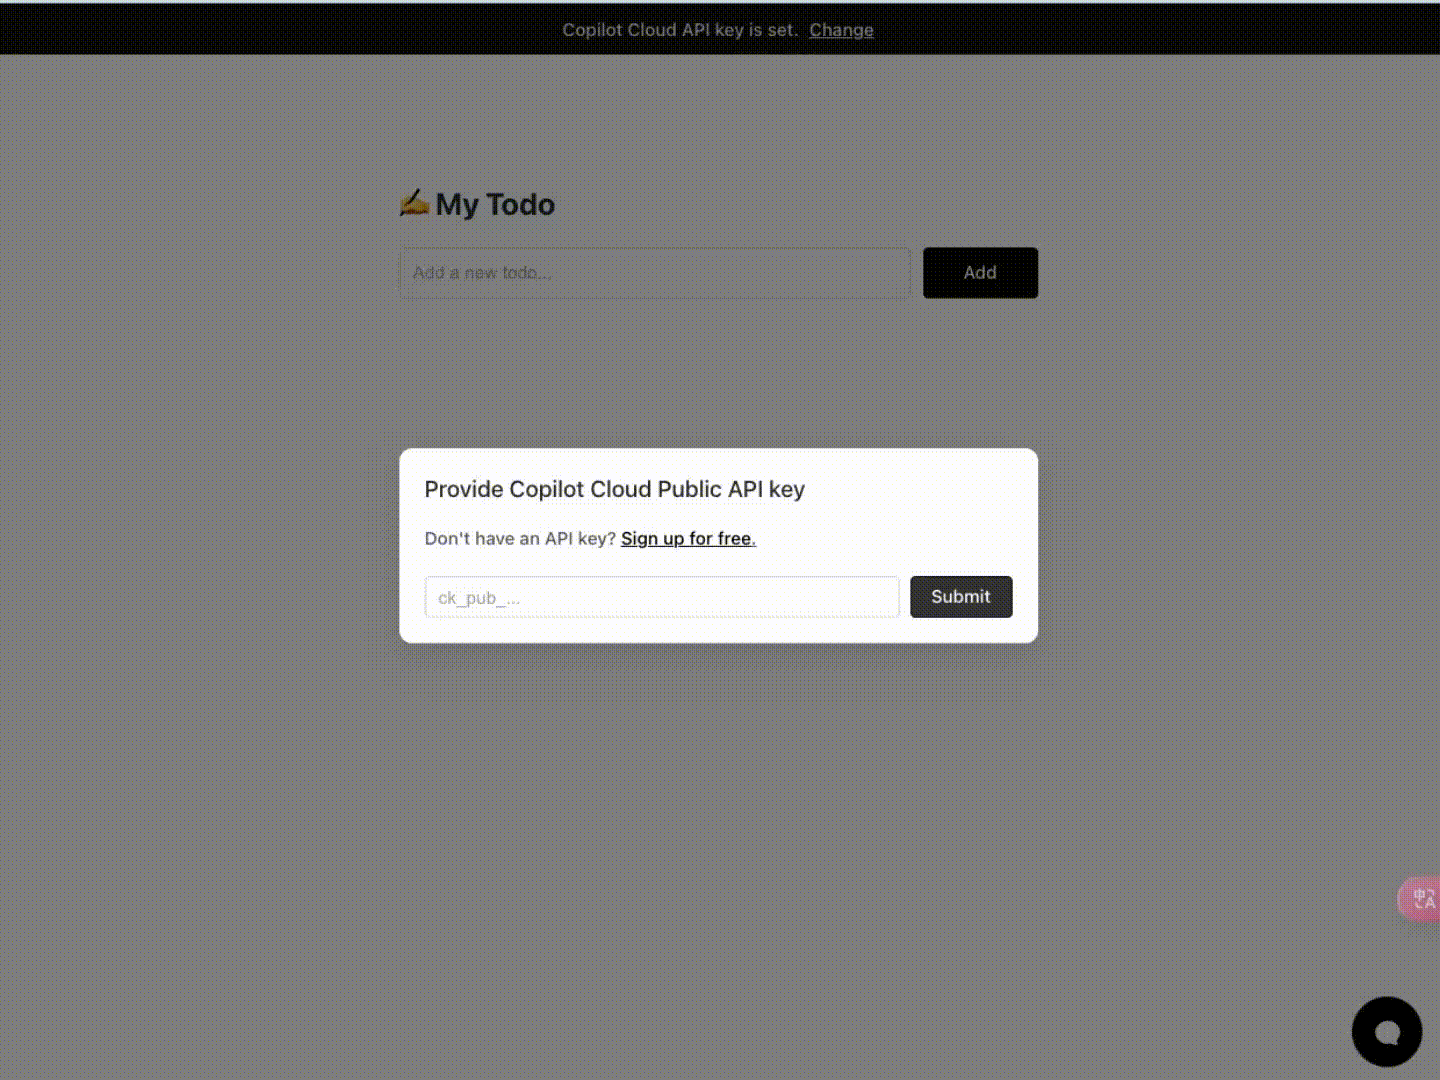 Copilot Cloud API key is set. Change
✍️ My Todo
Add a new todo...
Add
Provide Copilot Cloud Public API key
Don't have an API key? Sign up for free.
ck_pub_...
Submit
中
A